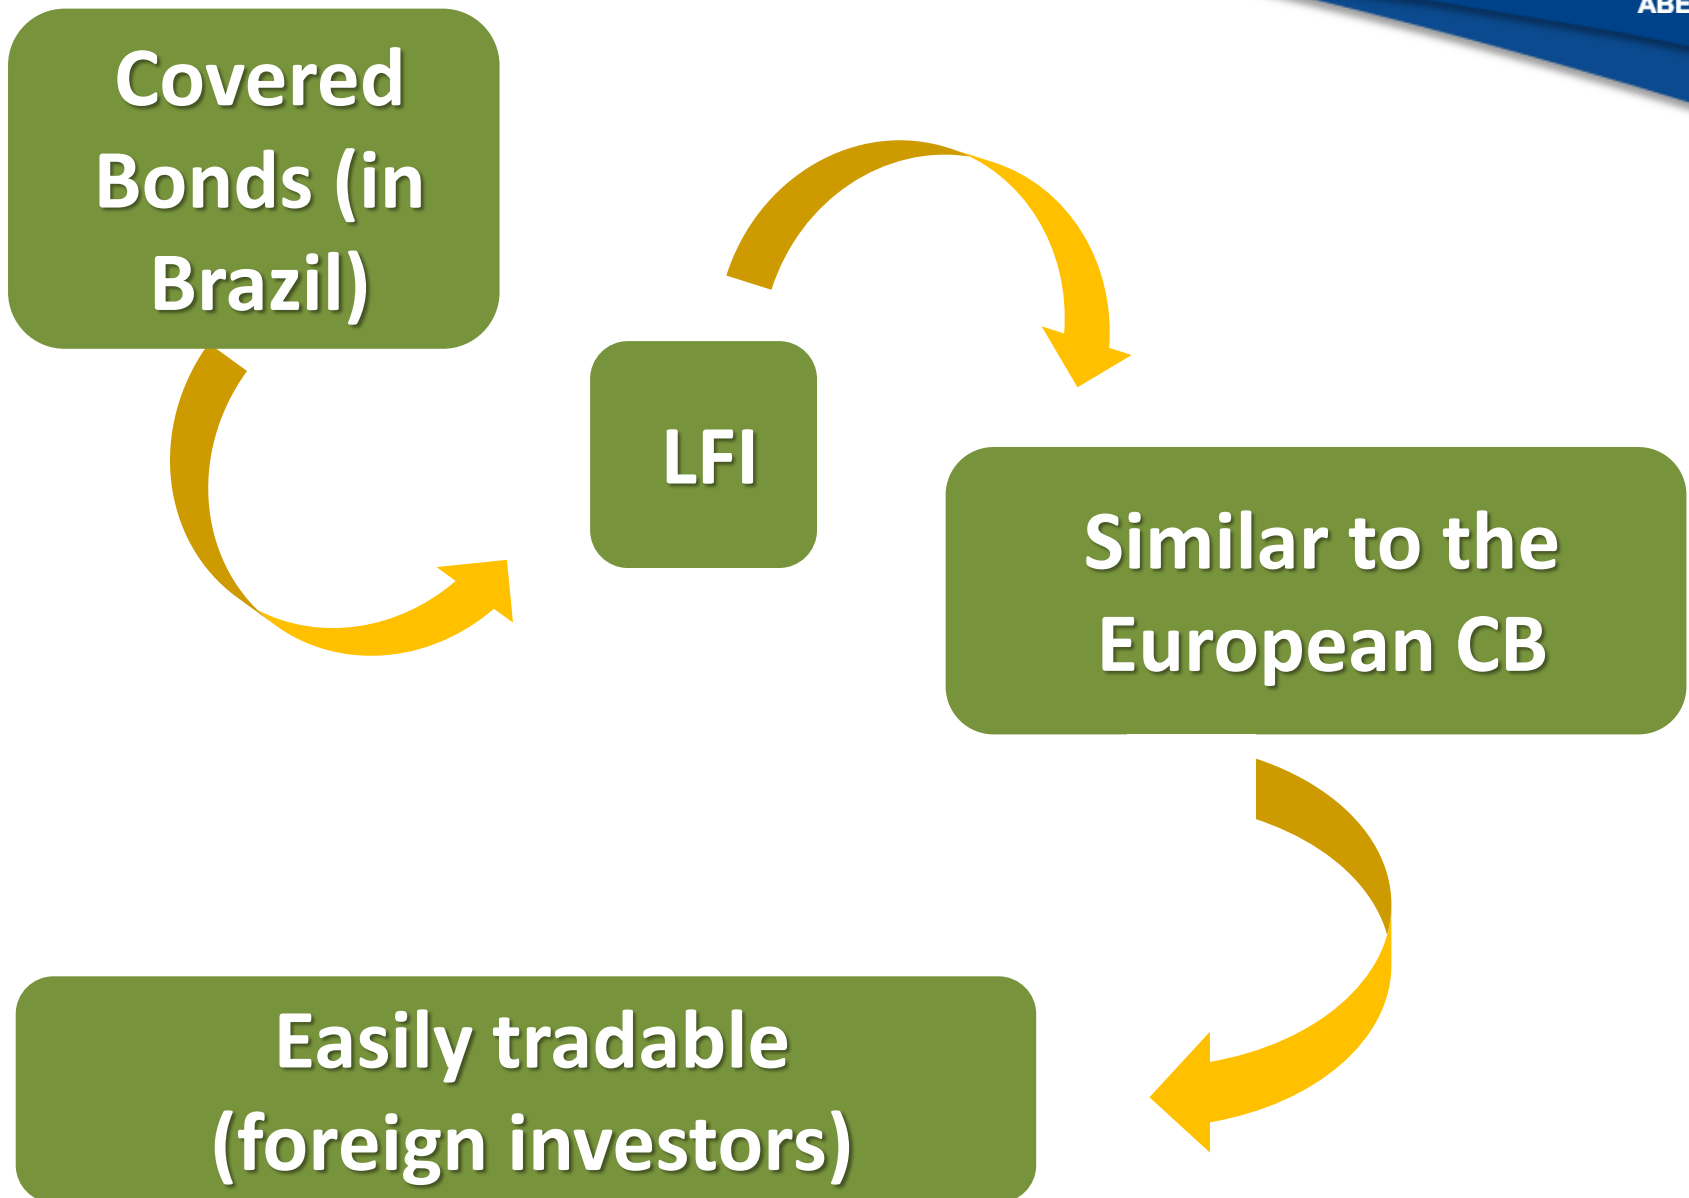 Covered
Bonds (in
Brazil)
LFI
Similar to the
European CB
Easily tradable
(foreign investors)